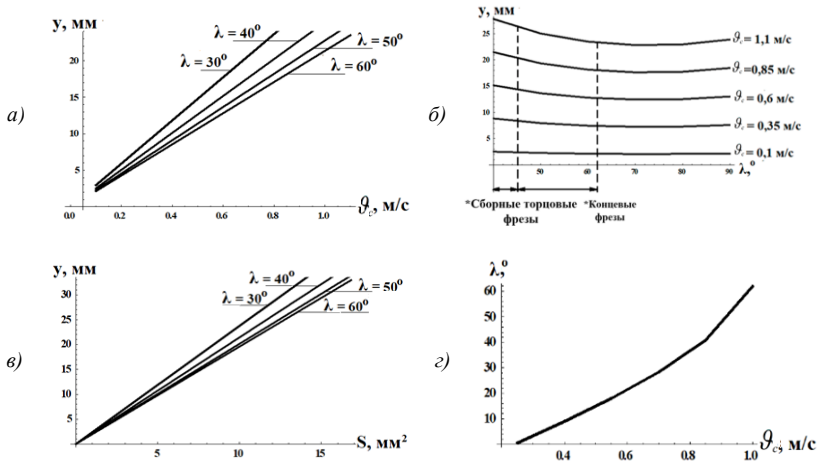 а)
y, мм
λ = 40°
λ = 30°
λ = 50°
λ = 60°
20
15
10
5
0.0 0.2 0.4 0.6 0.8 1.0
ϑc, м/с
б)
y, мм
25
20
15
10
5
0
50 60 70 80 90
λ,°
ϑc = 1,1 м/с
ϑc =0,85 м/с
ϑc = 0,6 м/с
ϑc = 0,35 м/с
ϑc = 0,1 м/с
*Сборные торцовые фрезы
*Концевые фрезы
в)
y, мм
λ = 40°
λ = 30°
λ = 50°
λ = 60°
30
25
20
15
10
5
0
5 10 15
S, мм²
г)
λ,°
60
50
40
30
20
10
0.4 0.6 0.8 1.0
ϑc, м/с